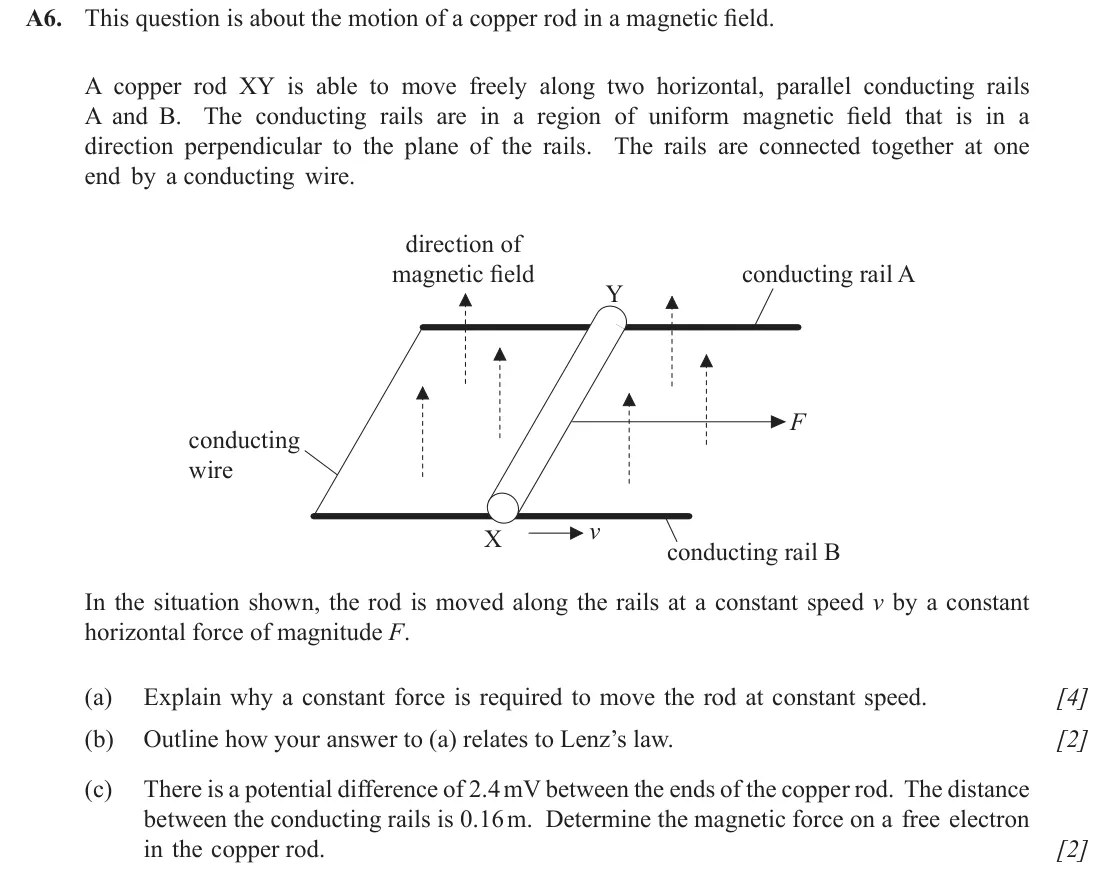 A6. This question is about the motion of a copper rod in a magnetic field.
A copper rod XY is able to move freely along two horizontal, parallel conducting rails
A and B. The conducting rails are in a region of uniform magnetic field that is in a
direction perpendicular to the plane of the rails. The rails are connected together at one
end by a conducting wire.
direction of
magnetic field
conducting rail A
Y
F
conducting
wire
X
v
conducting rail B
In the situation shown, the rod is moved along the rails at a constant speed v by a constant
horizontal force of magnitude F.
(a) Explain why a constant force is required to move the rod at constant speed. [4]
(b) Outline how your answer to (a) relates to Lenz's law. [2]
(c) There is a potential difference of 2.4 mV between the ends of the copper rod. The distance
between the conducting rails is 0.16 m. Determine the magnetic force on a free electron
in the copper rod. [2]